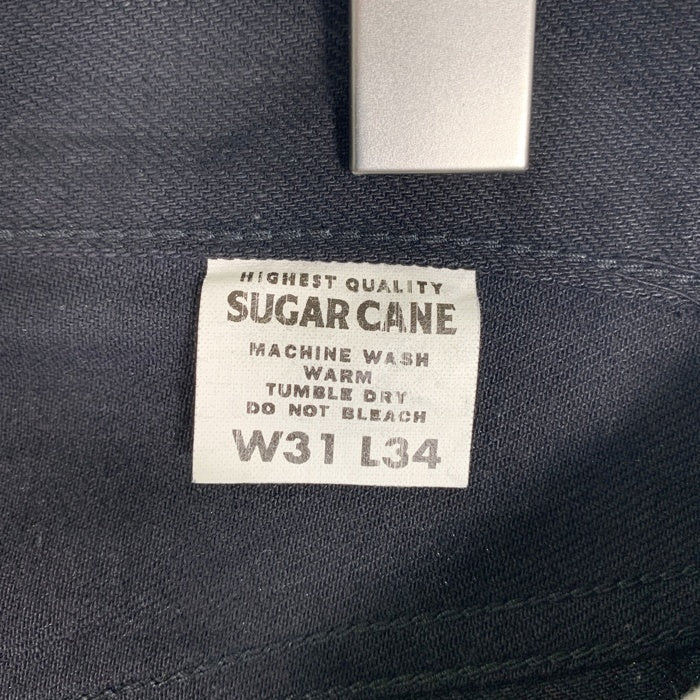 HIGHEST QUALITY
SUGAR CANE
MACHINE WASH
WARM
TUMBLE DRY
DO NOT BLEACH
W31 L34